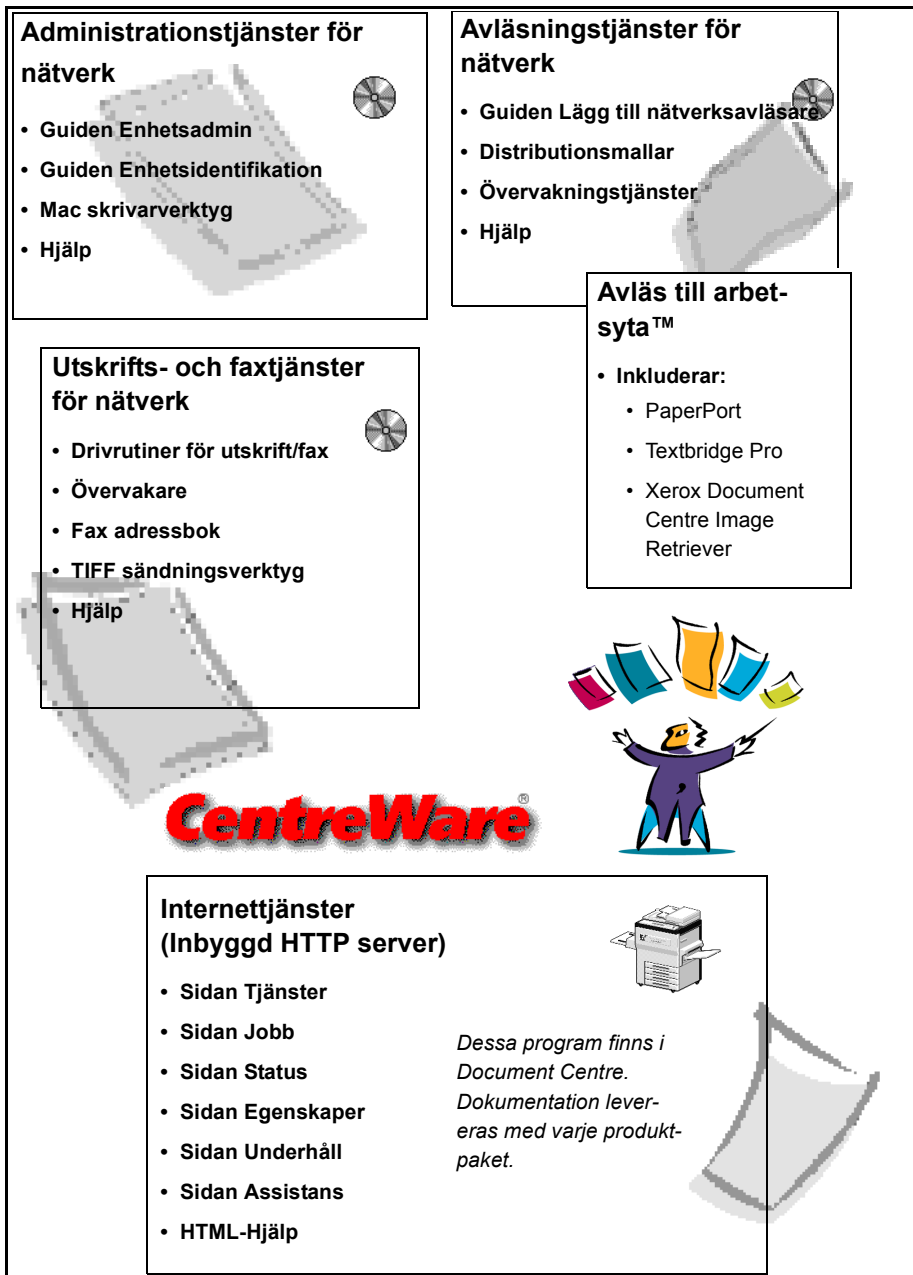 Administrationstjänster för
nätverk
• Guiden Enhetsadmin
• Guiden Enhetsidentifikation
• Mac skrivarverktyg
• Hjälp
Avläsningstjänster för
nätverk
• Guiden Lägg till nätverksavläsare
• Distributionsmallar
• Övervakningstjänster
• Hjälp
Avläs till arbet-
syta™
• Inkluderar:
• PaperPort
• Textbridge Pro
• Xerox Document
Centre Image
Retriever
Utskrifts- och faxtjänster
för nätverk
• Drivrutiner för utskrift/fax
• Övervakare
• Fax adressbok
• TIFF sändningsverktyg
• Hjälp
CentreWare®
Internettjänster
(Inbyggd HTTP server)
• Sidan Tjänster
• Sidan Jobb
• Sidan Status
• Sidan Egenskaper
• Sidan Underhåll
• Sidan Assistans
• HTML-Hjälp
Dessa program finns i
Document Centre.
Dokumentation lever-
eras med varje produkt-
paket.